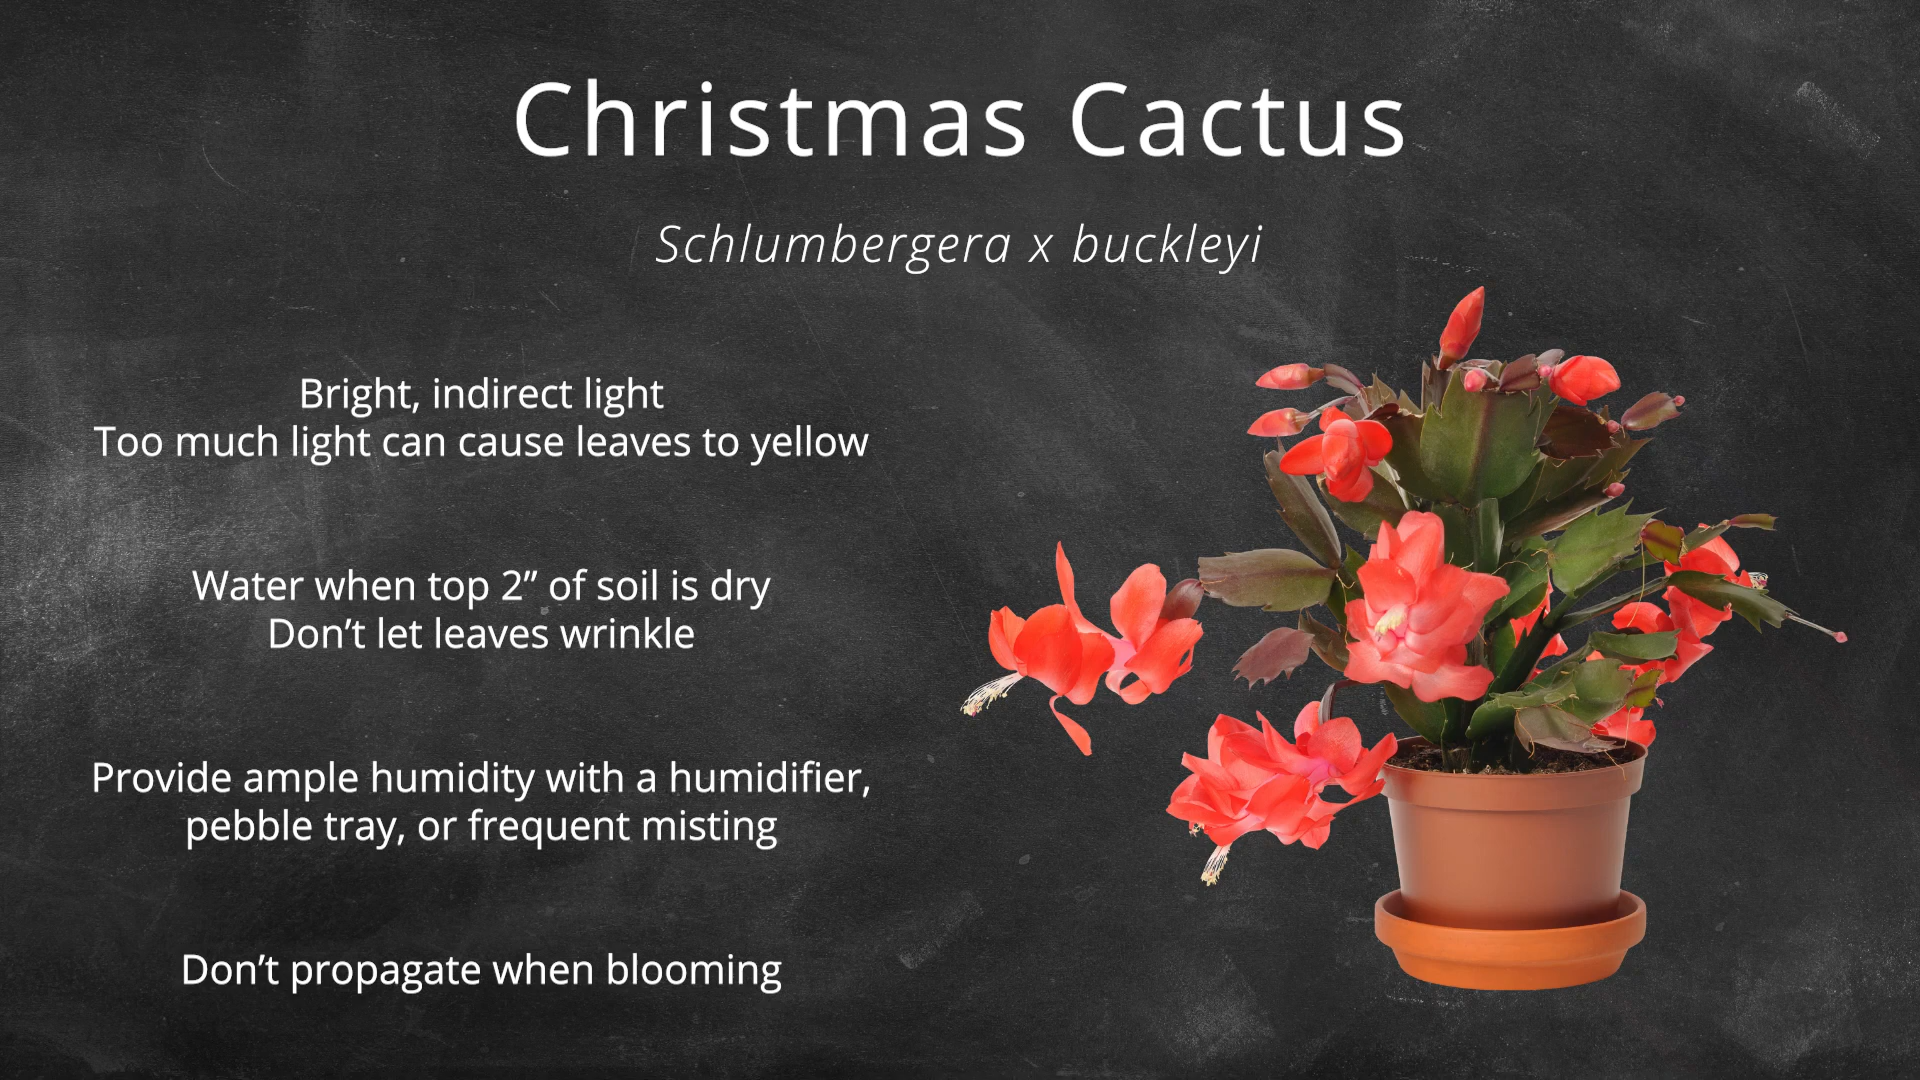 Christmas Cactus
Schlumbergera x buckleyi
Bright, indirect light
Too much light can cause leaves to yellow
Water when top 2” of soil is dry
Don’t let leaves wrinkle
Provide ample humidity with a humidifier,
pebble tray, or frequent misting
Don’t propagate when blooming